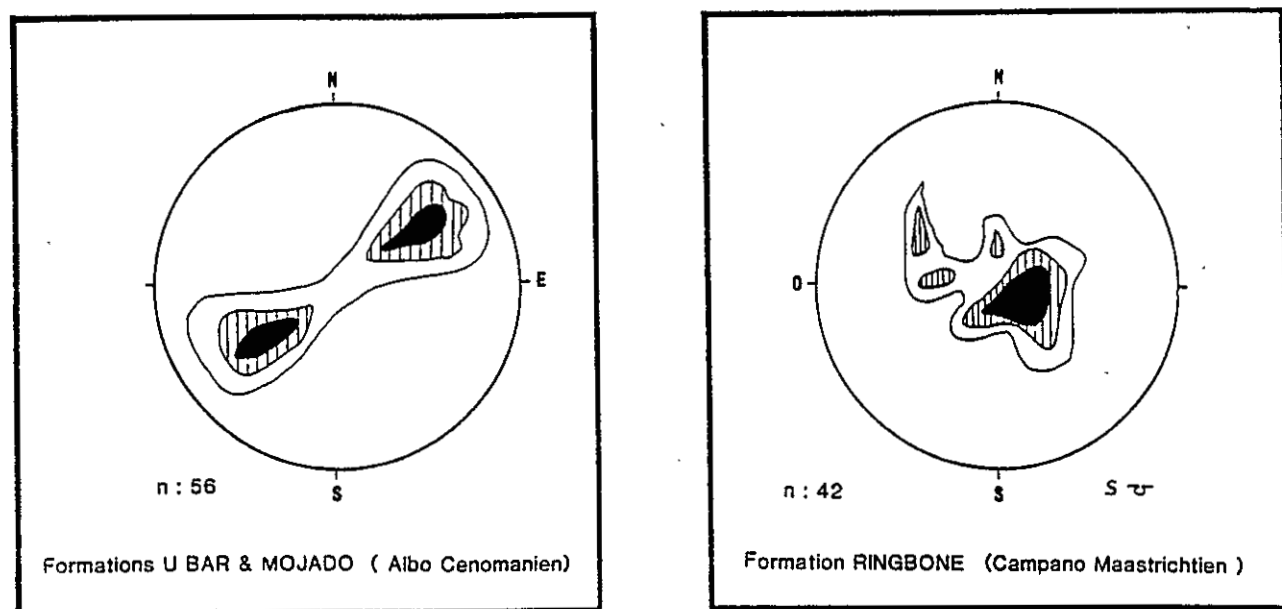 N
E
S
n : 56
Formations U BAR & MOJADO ( Albo Cenomanien)
N
O
S
n : 42
Formation RINGBONE (Campano Maastrichtien )